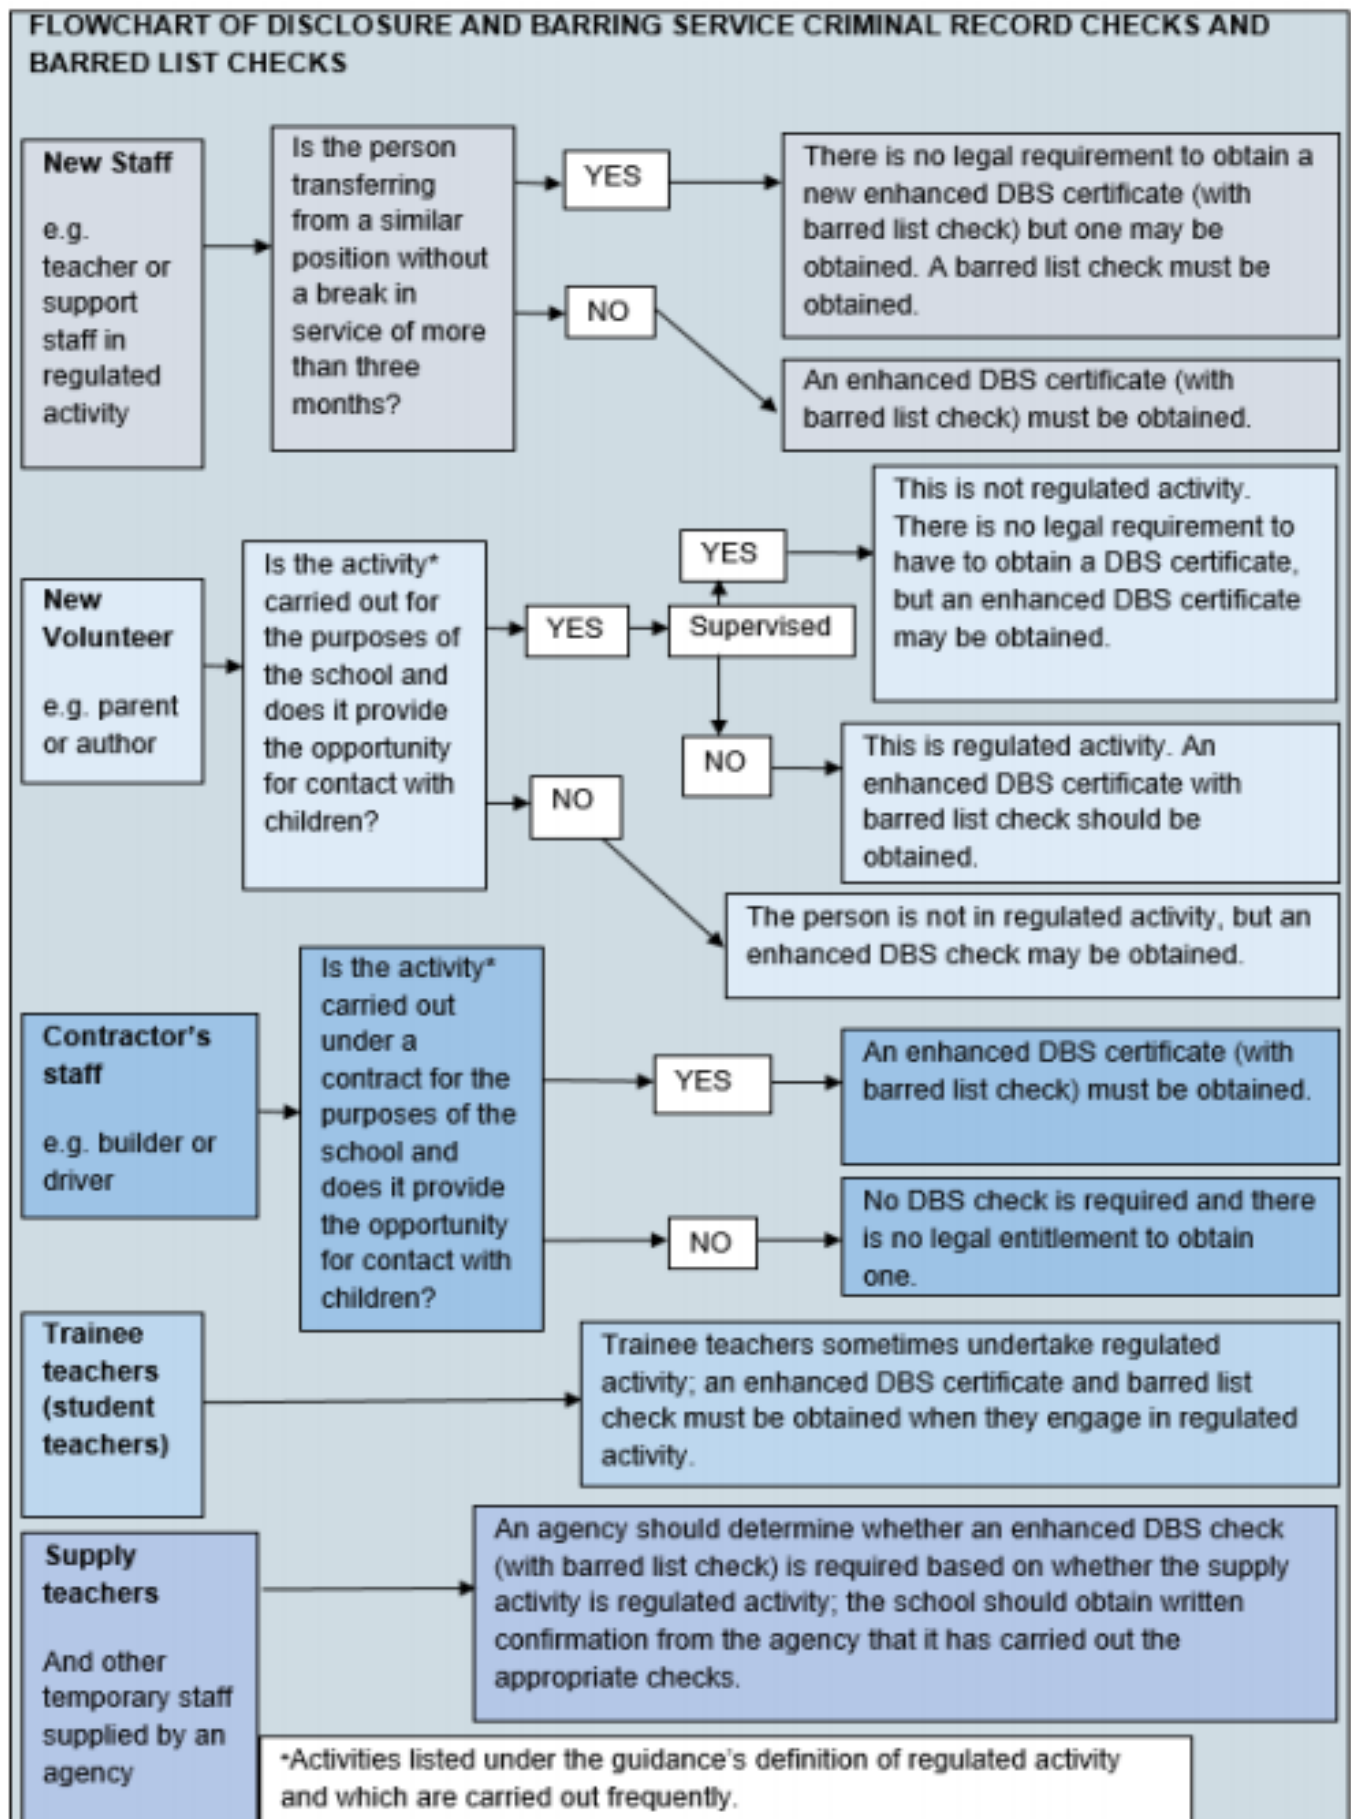 FLOWCHART OF DISCLOSURE AND BARRING SERVICE CRIMINAL RECORD CHECKS AND
BARRED LIST CHECKS
New Staff
e.g.
teacher or
support
staff in
regulated
activity
Is the person
transferring
from a similar
position without
a break in
service of more
than three
months?
YES
There is no legal requirement to obtain a
new enhanced DBS certificate (with
barred list check) but one may be
obtained. A barred list check must be
obtained.
NO
An enhanced DBS certificate (with
barred list check) must be obtained.
New
Volunteer
e.g. parent
or author
Is the activity*
carried out for
the purposes of
the school and
does it provide
the opportunity
for contact with
children?
YES
Supervised
YES
This is not regulated activity.
There is no legal requirement to
have to obtain a DBS certificate,
but an enhanced DBS certificate
may be obtained.
NO
This is regulated activity. An
enhanced DBS certificate with
barred list check should be
obtained.
NO
The person is not in regulated activity, but an
enhanced DBS check may be obtained.
Contractor's
staff
e.g. builder or
driver
Is the activity*
carried out
under a
contract for the
purposes of the
school and
does it provide
the opportunity
for contact with
children?
YES
An enhanced DBS certificate (with
barred list check) must be obtained.
NO
No DBS check is required and there
is no legal entitlement to obtain
one.
Trainee
teachers
(student
teachers)
Trainee teachers sometimes undertake regulated
activity; an enhanced DBS certificate and barred list
check must be obtained when they engage in regulated
activity.
Supply
teachers
And other
temporary staff
supplied by an
agency
An agency should determine whether an enhanced DBS check
(with barred list check) is required based on whether the supply
activity is regulated activity; the school should obtain written
confirmation from the agency that it has carried out the
appropriate checks.
*Activities listed under the guidance's definition of regulated activity
and which are carried out frequently.